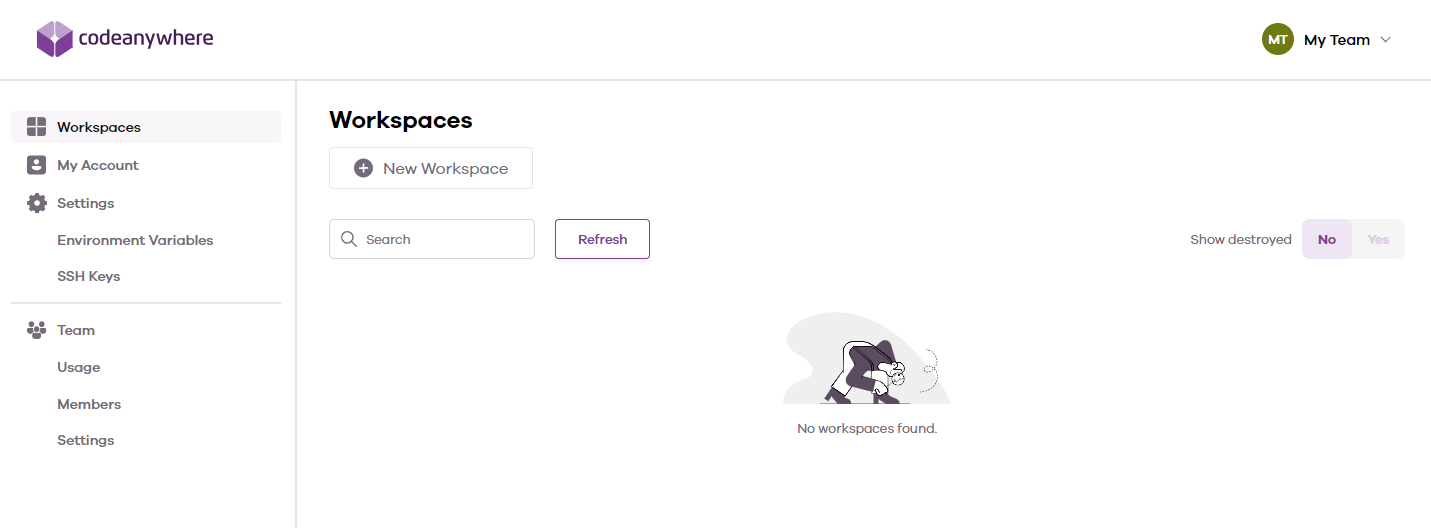 codeanywhere
MT My Team
Workspaces
My Account
Settings
Environment Variables
SSH Keys
Team
Usage
Members
Settings
Workspaces
New Workspace
Search Refresh Show destroyed No Yes
No workspaces found.